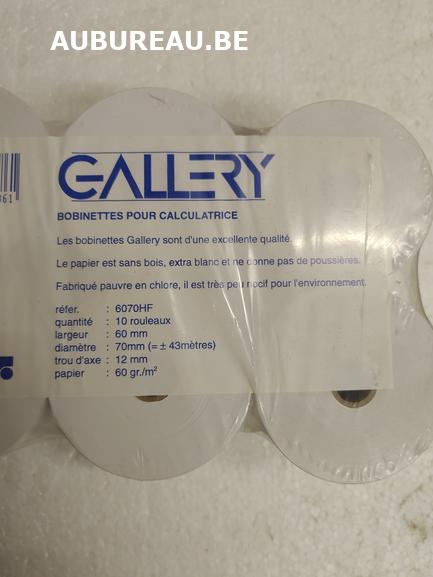 AUBUREAU.BE
GALLERY
BOBINETTES POUR CALCULATRICE
Les bobinettes Gallery sont d'une excellente qualité.
Le papier est sans bois, extra blanc et ne donne pas de poussières.
Fabriqué pauvre en chlore, il est très peu nocif pour l'environnement.
réfer. : 6070HF
quantité : 10 rouleaux
largeur : 60 mm
diamètre : 70mm (= ± 43mètres)
trou d'axe : 12 mm
papier : 60 gr./m²